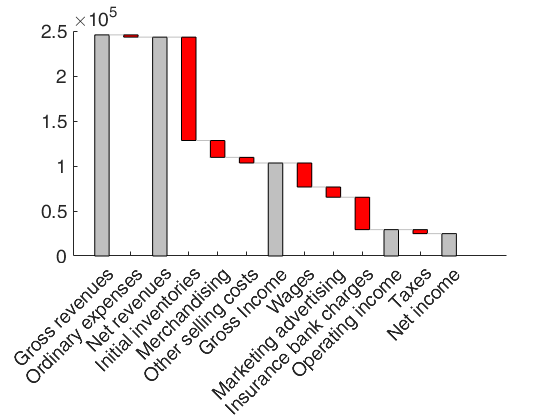 ×10^5
2.5
2
1.5
1
0.5
0
Gross revenues
Ordinary expenses
Net revenues
Initial inventories
Merchandising
Other selling costs
Gross Income
Wages
Marketing advertising
Insurance bank charges
Operating income
Taxes
Net income